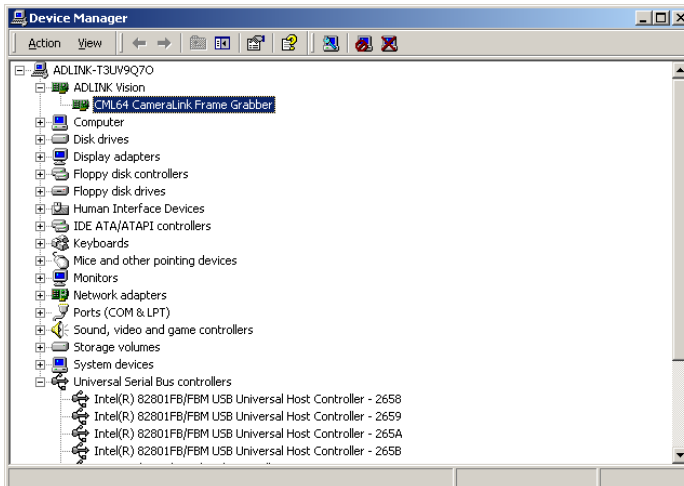 Device Manager
Action View
ADLINK-T3UV9Q7O
ADLINK Vision
CML64 CameraLink Frame Grabber
Computer
Disk drives
Display adapters
Floppy disk controllers
Floppy disk drives
Human Interface Devices
IDE ATA/ATAPI controllers
Keyboards
Mice and other pointing devices
Monitors
Network adapters
Ports (COM & LPT)
Sound, video and game controllers
Storage volumes
System devices
Universal Serial Bus controllers
Intel(R) 82801FB/FBM USB Universal Host Controller - 2658
Intel(R) 82801FB/FBM USB Universal Host Controller - 2659
Intel(R) 82801FB/FBM USB Universal Host Controller - 265A
Intel(R) 82801FB/FBM USB Universal Host Controller - 265B